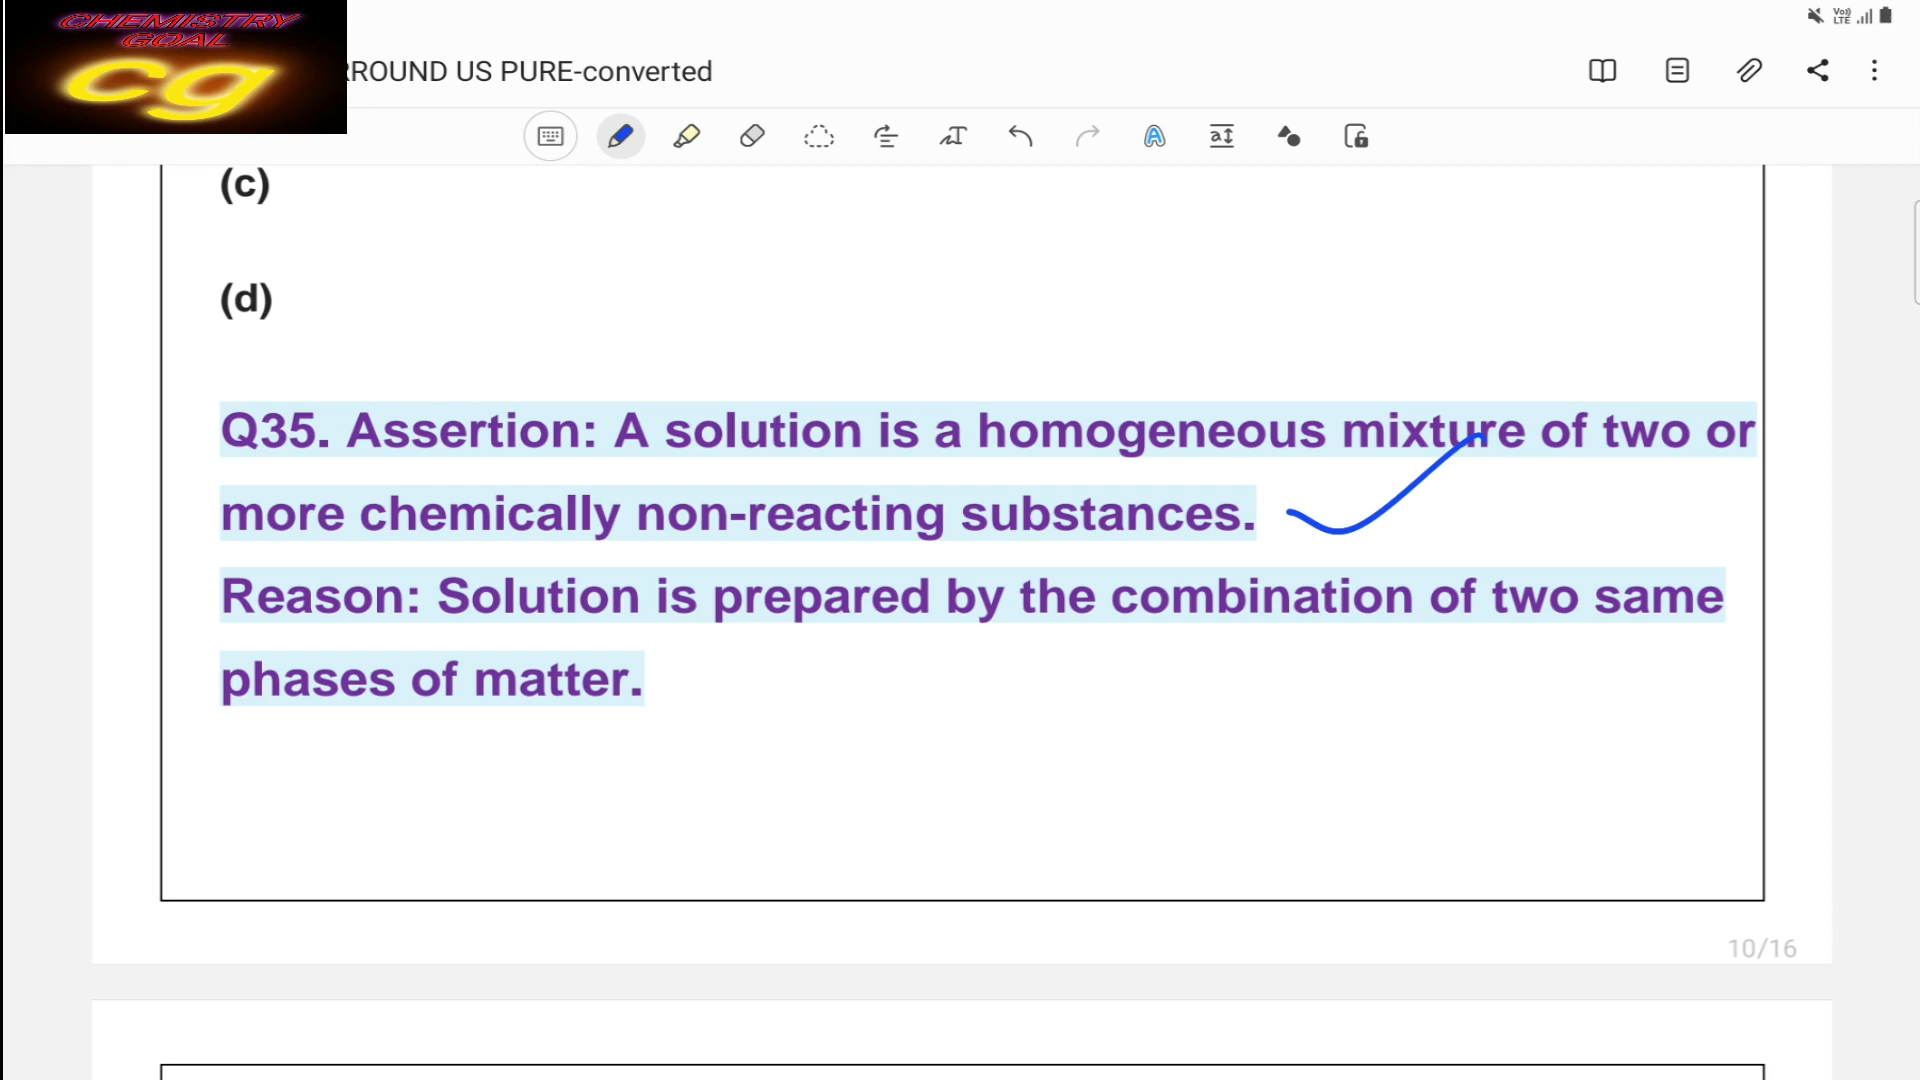 CHEMISTRY
GOAL
cg
RROUND US PURE-converted
(c)
(d)
Q35. Assertion: A solution is a homogeneous mixture of two or
more chemically non-reacting substances.
Reason: Solution is prepared by the combination of two same
phases of matter.
10/16